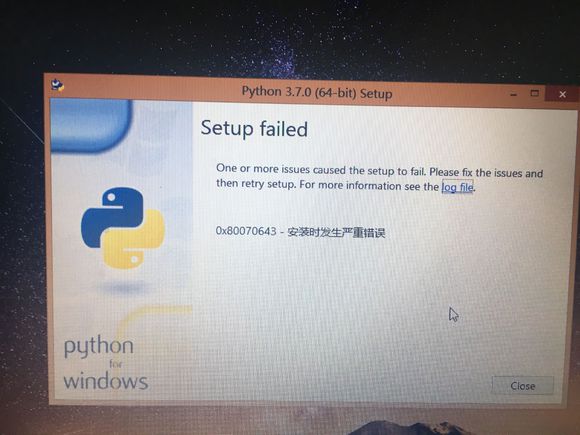 Python 3.7.0 (64-bit) Setup
Setup failed
One or more issues caused the setup to fail. Please fix the issues and
then retry setup. For more information see the log file.
0x80070643 - 安装时发生严重错误
python
for
windows
Close